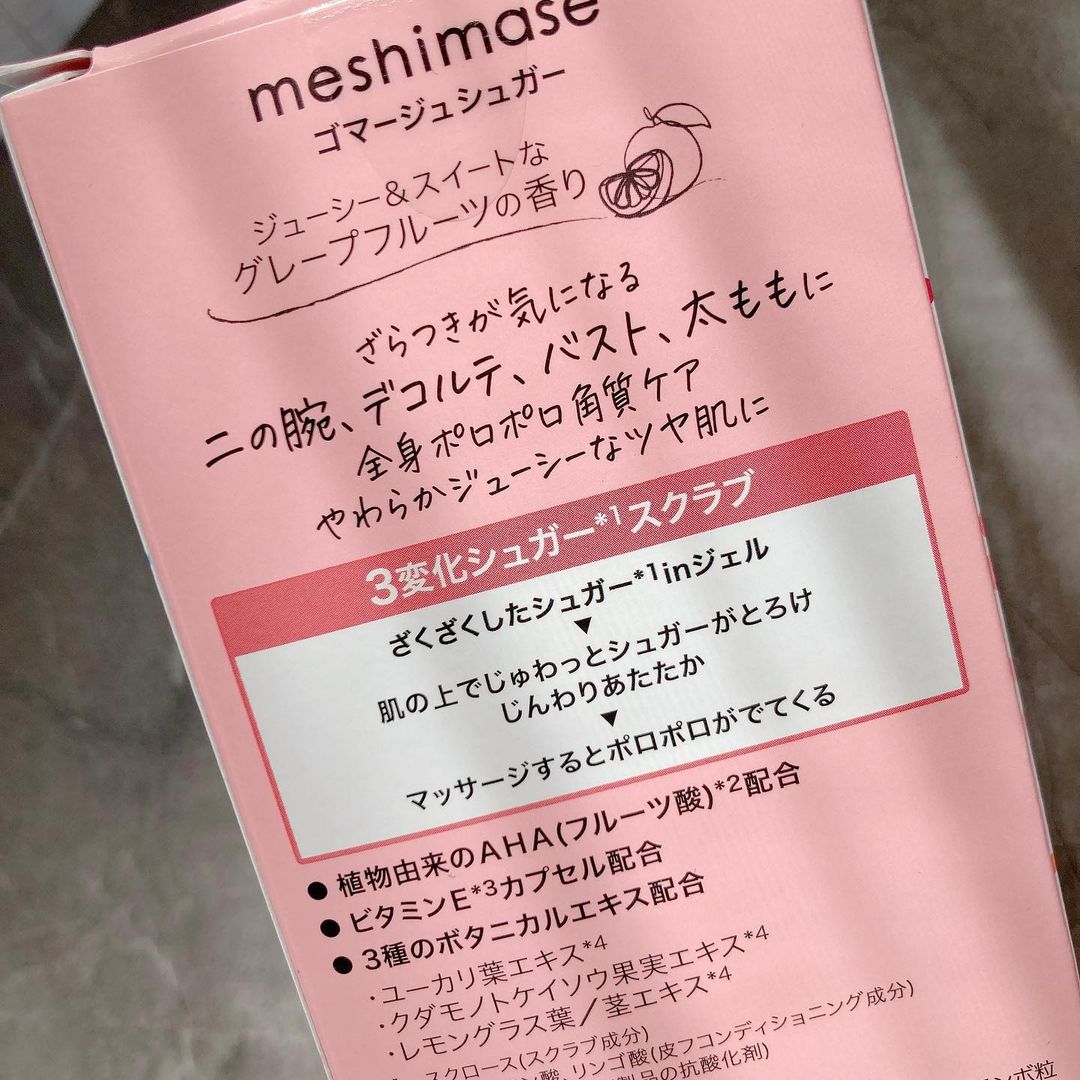 meshimase
ゴマージュシュガー
ジューシー&スイートな
グレープフルーツの香り
ざらつきが気になる
二の腕、デコルテ、バスト、太ももに
全身ポロポロ角質ケア
やわらかジューシーなツヤ肌に
3変化シュガー*1スクラブ
ざくざくしたシュガー*1inジェル
▼
肌の上でじゅわっとシュガーがとろけ
じんわりあたたか
▼
マッサージするとポロポロがでてくる
● 植物由来のAHA(フルーツ酸)*2配合
● ビタミンE*3カプセル配合
● 3種のボタニカルエキス配合
・ユーカリ葉エキス*4
・クダモノトケイソウ果実エキス*4
・レモングラス葉/茎エキス*4
スクロース(スクラブ成分)
酸、リンゴ酸(皮フコンディショニング成分)
製品の抗酸化剤)